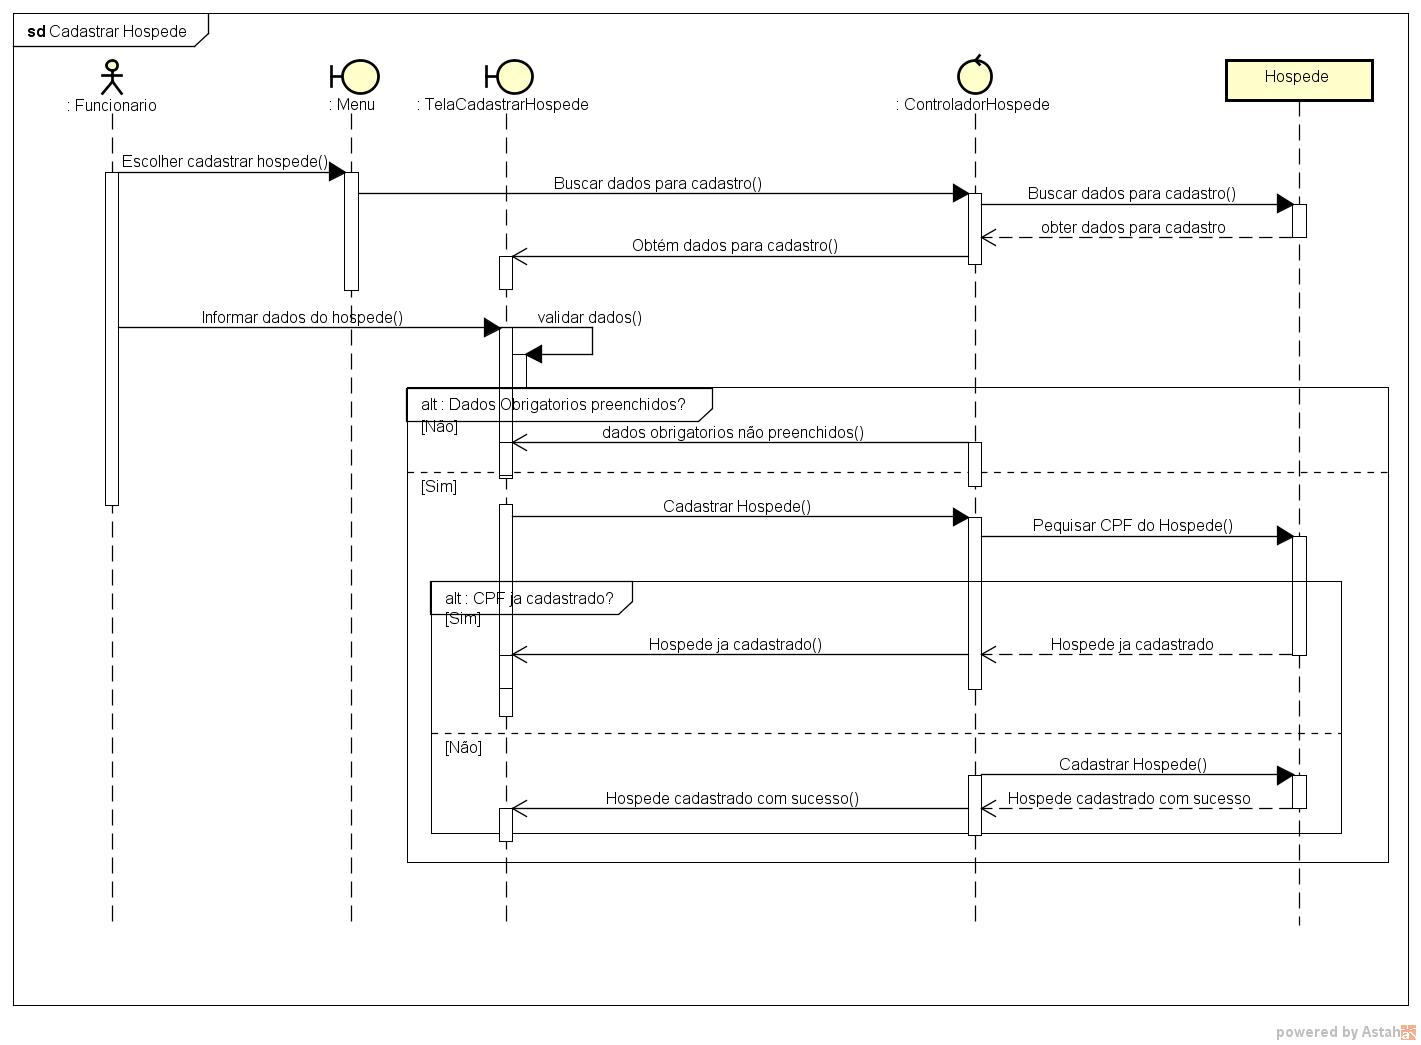 sd Cadastrar Hospede
: Funcionario
: Menu
: TelaCadastrarHospede
: ControladorHospede
Hospede
Escolher cadastrar hospede()
Buscar dados para cadastro()
Buscar dados para cadastro()
obter dados para cadastro
Obtém dados para cadastro()
Informar dados do hospede()
validar dados()
alt : Dados Obrigatorios preenchidos?
[Não]
dados obrigatorios não preenchidos()
[Sim]
Cadastrar Hospede()
Pequisar CPF do Hospede()
alt : CPF ja cadastrado?
[Sim]
Hospede ja cadastrado()
Hospede ja cadastrado
[Não]
Cadastrar Hospede()
Hospede cadastrado com sucesso()
Hospede cadastrado com sucesso
powered by Astah